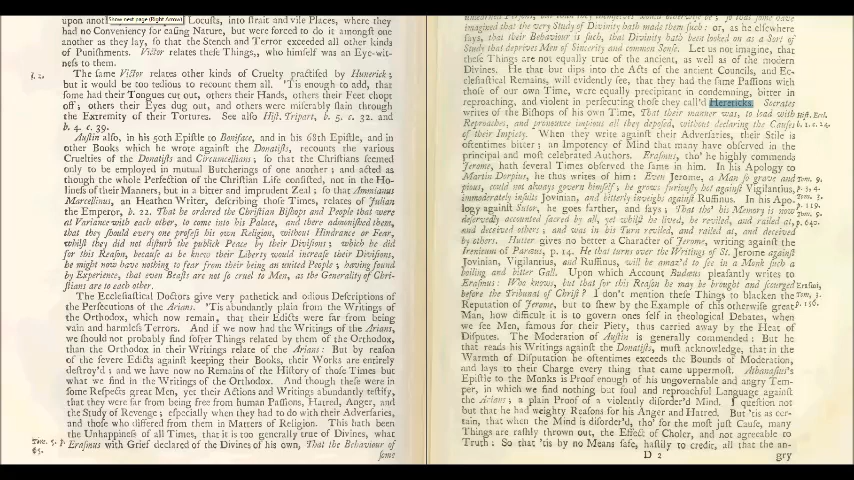 upon anot
Show next page (Right Arrow)
Locusts, into strait and vile Places, where they
had no Conveniency for easing Nature, but were forced to do it amongst one
another as they lay, so that the Stench and Terror exceeded all other kinds
of Punishments. Victor relates these Things, who himself was an Eye-wit-
ness to them.
The same Victor relates other kinds of Cruelty practised by Hunerick:
§. 2.
but it would be too tedious to recount them all. 'Tis enough to add, that
some had their Tongues cut out, others their Hands, others their Feet chopt
off; others their Eyes dug out, and others were miserably slain through
the Extremity of their Tortures. See also Hist. Tripart. b. 5. c. 32. and
b. 4. c. 39.
Austin also, in his 50th Epistle to Boniface, and in his 68th Epistle, and in
other Books which he wrote against the Donatists, recounts the various
Cruelties of the Donatists and Circumcellians; so that the Christians seemed
only to be employed in mutual Butcherings of one another; and acted as
though the whole Perfection of the Christian Life consisted, not in the Ho-
liness of their Manners, but in a bitter and imprudent Zeal; so that Ammianus
Marcellinus, an Heathen Writer, describing those Times, relates of Julian
the Emperor, b. 22. That he ordered the Christian Bishops and People that were
at Variance with each other, to come into his Palace, and there admonished them,
that they should every one profess his own Religion, without Hindrance or Fear,
whilst they did not disturb the publick Peace by their Divisions; which he did
for this Reason, because as he knew their Liberty would increase their Divisions,
he might now have nothing to fear from their being an united People; having found
by Experience, that even Beasts are not so cruel to Men, as the Generality of Chri-
stians are to each other.
The Ecclesiastical Doctors give very pathetick and odious Descriptions of
the Persecutions of the Arians. 'Tis abundantly plain from the Writings of
the Orthodox, which now remain, that their Edicts were far from being
vain and harmless Terrors. And if we now had the Writings of the Arians,
we should not probably find softer Things related by them of the Orthodox,
than the Orthodox in their Writings relate of the Arians: But by reason
of the severe Edicts against keeping their Books, their Works are entirely
destroy'd; and we have now no Remains of the History of those Times but
what we find in the Writings of the Orthodox. And though these were in
some Respects great Men, yet their Actions and Writings abundantly testify,
that they were far from being free from human Passions, Hatred, Anger, and
the Study of Revenge; especially when they had to do with their Adversaries,
and those who differed from them in Matters of Religion. This hath been
the Unhappiness of all Times, that it is too generally true of Divines, what
Erasmus with Grief declared of the Divines of his own, That the Behaviour of
some
imagined that the very Study of Divinity hath made them such: or, as he elsewhere
says, that their Behaviour is such, that Divinity hath been looked on as a Sort of
Study that deprives Men of Sincerity and common Sense. Let us not imagine, that
these Things are not equally true of the ancient, as well as of the modern
Divines. He that but dips into the Acts of the ancient Councils, and Ec-
clesiastical Remains, will evidently see, that they had the same Passions with
those of our own Time, were equally precipitant in condemning, bitter in
reproaching, and violent in persecuting those they call'd Hereticks. Socrates
writes of the Bishops of his own Time, That their manner was, to load with
Hist. Eccl.
Reproaches, and pronounce impious all they deposed, without declaring the Causes
of their Impiety. When they write against their Adversaries, their Stile is
oftentimes bitter; an Impotency of Mind that many have observed in the
principal and most celebrated Authors. Erasmus, tho' he highly commends
Jerome, hath several Times observed the same in him. In his Apology to
Martin Dorpius, he thus writes of him: Even Jerome, a Man so grave and
pious, could not always govern himself; he grows furiously hot against Vigilantius,
immoderately insults Jovinian, and bitterly inveighs against Ruffinus. In his Apo-
logy against Sutor, he goes farther, and says; That tho' his Memory is now
deservedly accounted sacred by all, yet whilst he lived, he reviled, and railed at,
p. 640.
and deceived others; and was in his Turn reviled, and railed at, and deceived
by others. Hutter gives no better a Character of Jerome, writing against the
Irenicum of Paraus, p. 14. He that turns over the Writings of St. Jerome against
Jovinian, Vigilantius, and Ruffinus, will be amaz'd to see in a Monk such a
boiling and bitter Gall. Upon which Account Budaus pleasantly writes to
Erasmus: Who knows, but that for this Reason he may be brought and scourged
before the Tribunal of Christ? I don't mention these Things to blacken the
Reputation of Jerome, but to shew by the Example of this otherwise great
Man, how difficult it is to govern ones self in theological Debates, when
we see Men, famous for their Piety, thus carried away by the Heat of
Disputes. The Moderation of Austin is generally commended: But he
that reads his Writings against the Donatists, must acknowledge, that in the
Warmth of Disputation he oftentimes exceeds the Bounds of Moderation,
and lays to their Charge every thing that came uppermost. Athanasius's
Epistle to the Monks is Proof enough of his ungovernable and angry Tem-
per, in which we find nothing but foul and reproachful Language against
the Arians; a plain Proof of a violently disorder'd Mind. I question not
but that he had weighty Reasons for his Anger and Hatred. But 'tis as cer-
tain, that when the Mind is disorder'd, tho' for the most just Cause, many
Things are rashly thrown out, the Effect of Choler, and not agreeable to
Truth; So that 'tis by no Means safe, hastily to credit, all that the an-
D 2
gry